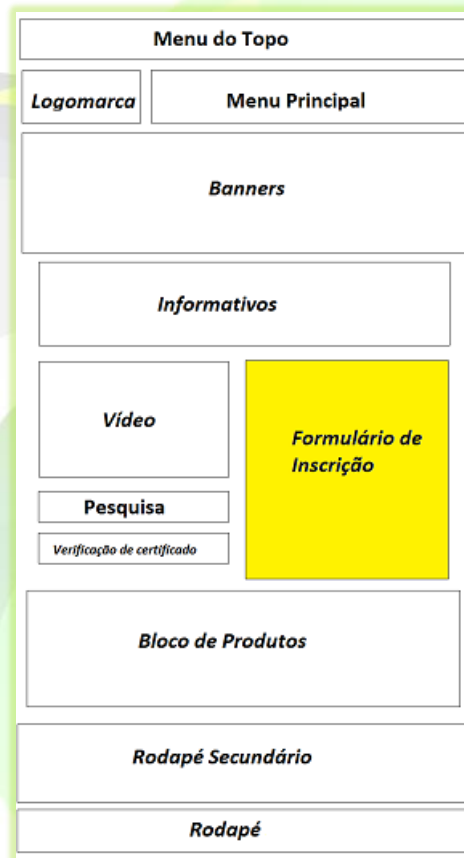 Menu do Topo
Logomarca
Menu Principal
Banners
Informativos
Vídeo
Formulário de
Inscrição
Pesquisa
Verificação de certificado
Bloco de Produtos
Rodapé Secundário
Rodapé